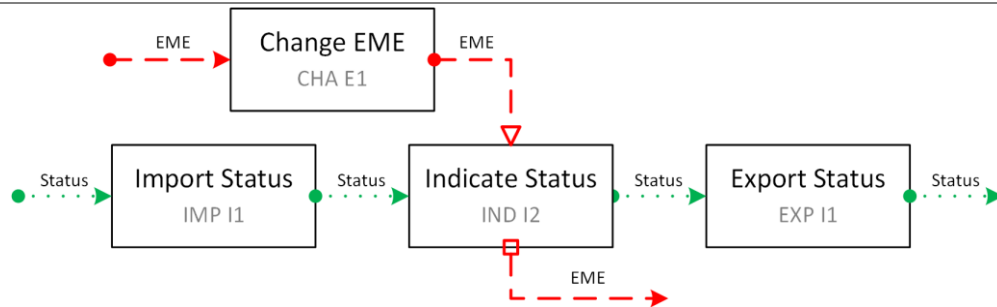 EME
Change EME
CHA E1
EME
Status
Import Status
IMP I1
Status
Indicate Status
IND I2
Status
Export Status
EXP I1
Status
EME